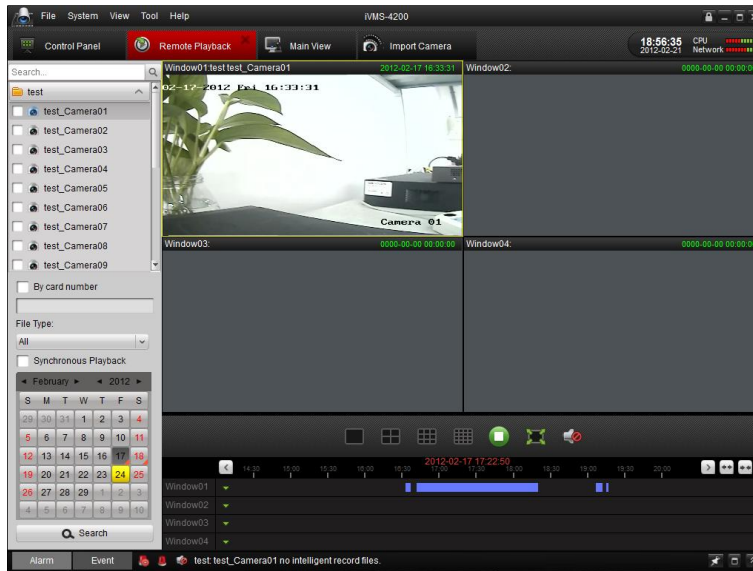 File System View Tool Help iVMS-4200
Control Panel Remote Playback Main View Import Camera 18:56:35 2012-02-21 CPU Network
Search...
test
test_Camera01
test_Camera02
test_Camera03
test_Camera04
test_Camera05
test_Camera06
test_Camera07
test_Camera08
test_Camera09
By card number
File Type:
All
Synchronous Playback
February 2012
S M T W T F S
29 30 31 1 2 3 4
5 6 7 8 9 10 11
12 13 14 15 16 17 18
19 20 21 22 23 24 25
26 27 28 29 1 2 3
4 5 6 7 8 9 10
Search
Window01:test test_Camera01 2012-02-17 16:33:31
02-17-2012 Fri 16:33:31
Camera 01
Window02: 0000-00-00 00:00:0
Window03: 0000-00-00 00:00:00
Window04: 0000-00-00 00:00:0
2012-02-17 17:22:50
14:30 15:00 15:30 16:00 16:30 17:00 17:30 18:00 18:30 19:00 19:30 20:00
Window01
Window02
Window03
Window04
Alarm Event test: test_Camera01 no intelligent record files.